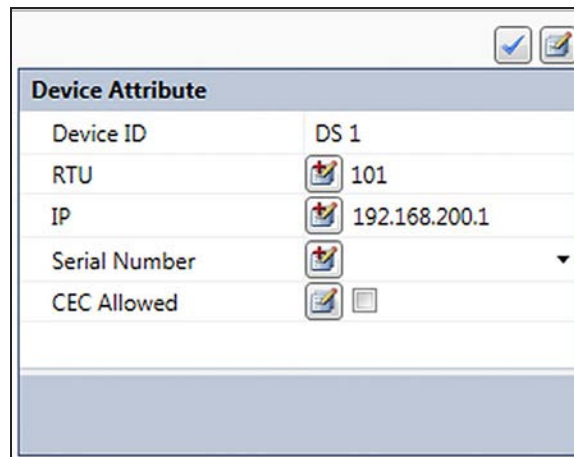 Device Attribute
Device ID DS 1
RTU 101
IP 192.168.200.1
Serial Number
CEC Allowed